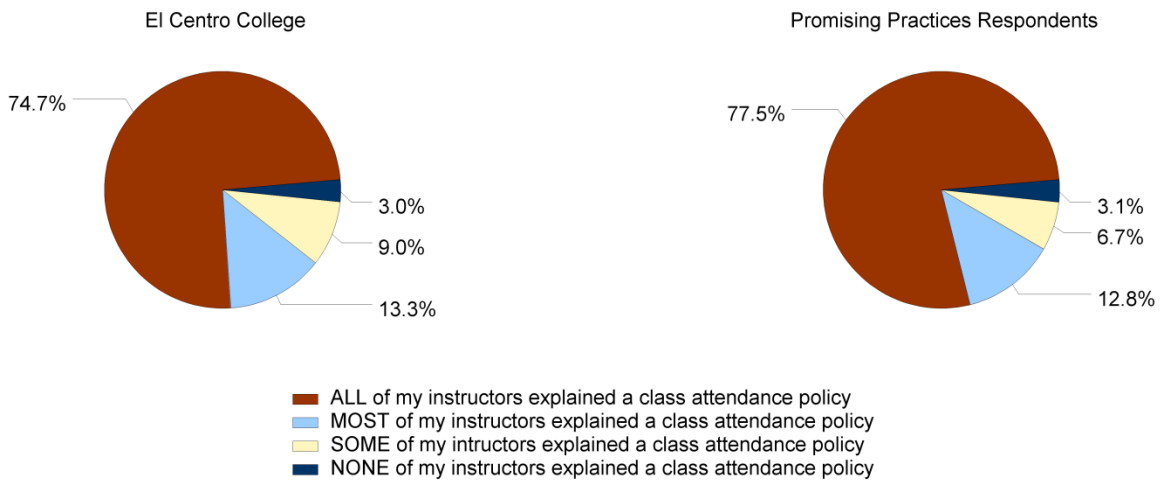 El Centro College
Promising Practices Respondents
74.7%
3.0%
9.0%
13.3%
77.5%
3.1%
6.7%
12.8%
ALL of my instructors explained a class attendance policy
MOST of my instructors explained a class attendance policy
SOME of my intructors explained a class attendance policy
NONE of my instructors explained a class attendance policy